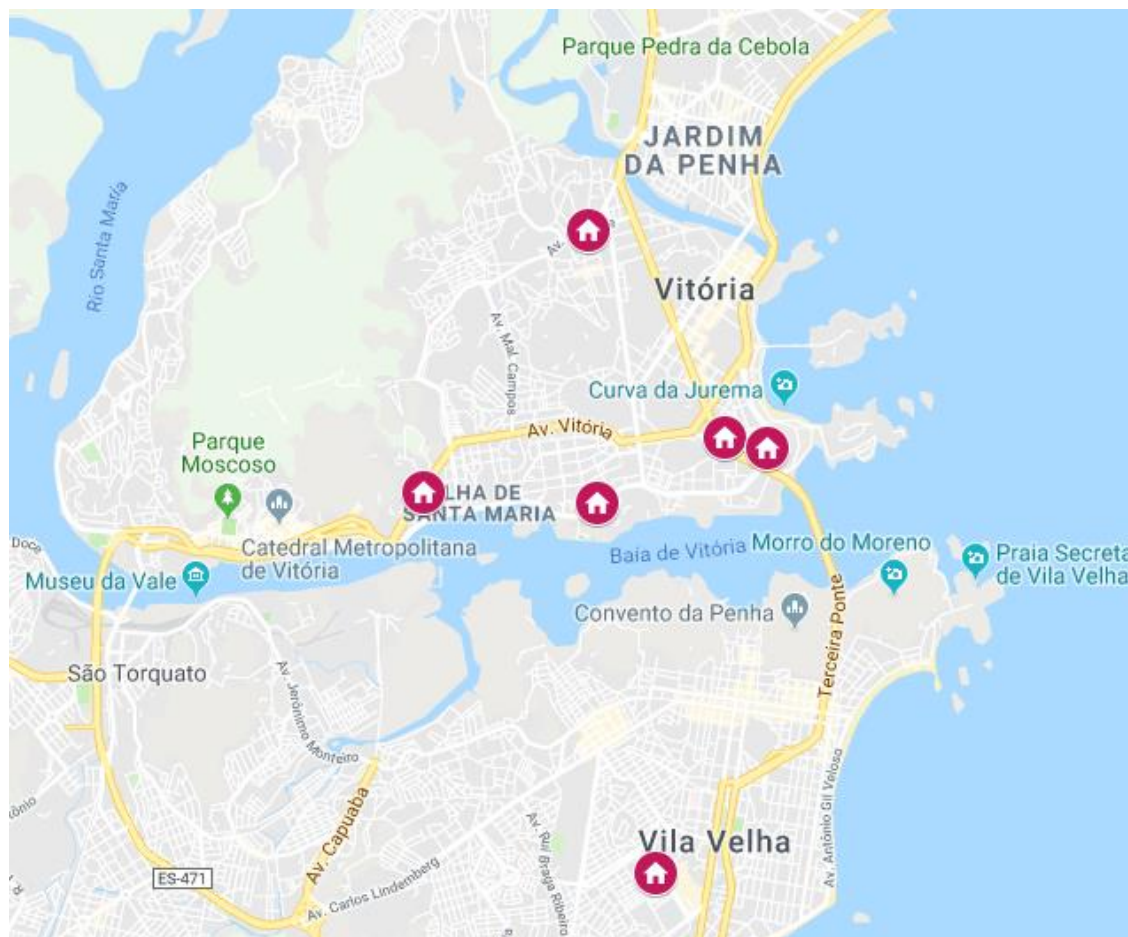 Parque Pedra da Cebola
JARDIM
DA PENHA
Rio Santa Maria
Av.
Vitória
Av. Mal. Campos
Curva da Jurema
Av. Vitória
Parque
Moscoso
ILHA DE
SANTA MARIA
Catedral Metropolitana
de Vitória
Baía de Vitória
Morro do Moreno
Doce
Museu da Vale
Praia Secreta
de Vila Velha
Convento da Penha
Terceira Ponte
São Torquato
Av. Jerônimo Monteiro
Av. Antônio Gil Veloso
Av. Capuaba
Av. Rui Braga Ribeiro
Vila Velha
ES-471
Av. Carlos Lindemberg